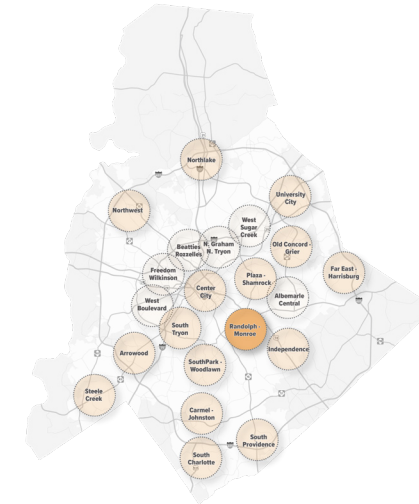 Northlake
University
City
Northwest
West
Sugar
Creek
Beatties
Rozzelles
N. Graham
N. Tryon
Old Concord -
Grier
Freedom
Wilkinson
Plaza -
Shamrock
Far East -
Harrisburg
Center
City
Albemarle
Central
West
Boulevard
South
Tryon
Randolph -
Monroe
Arrowood
Independence
SouthPark -
Woodlawn
Steele
Creek
Carmel -
Johnston
South
Providence
South
Charlotte